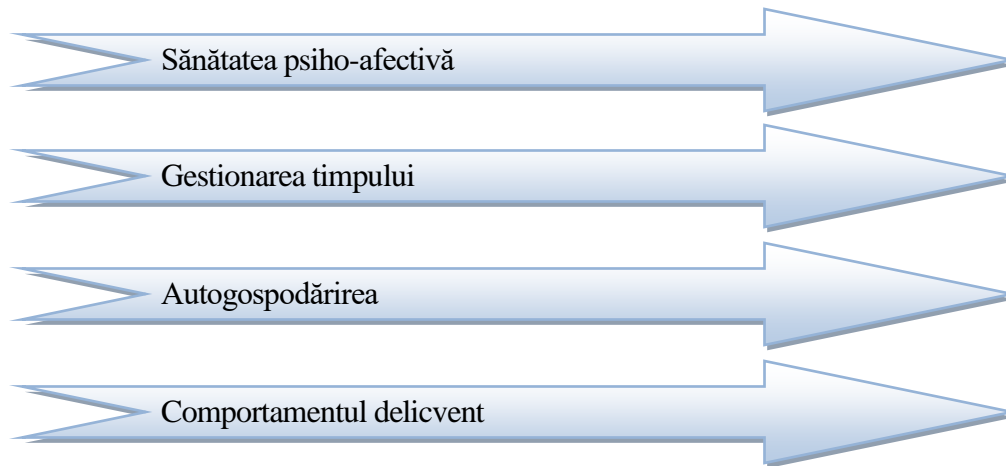 Sănătatea psiho-afectivă
Gestionarea timpului
Autogospodărirea
Comportamentul delicvent